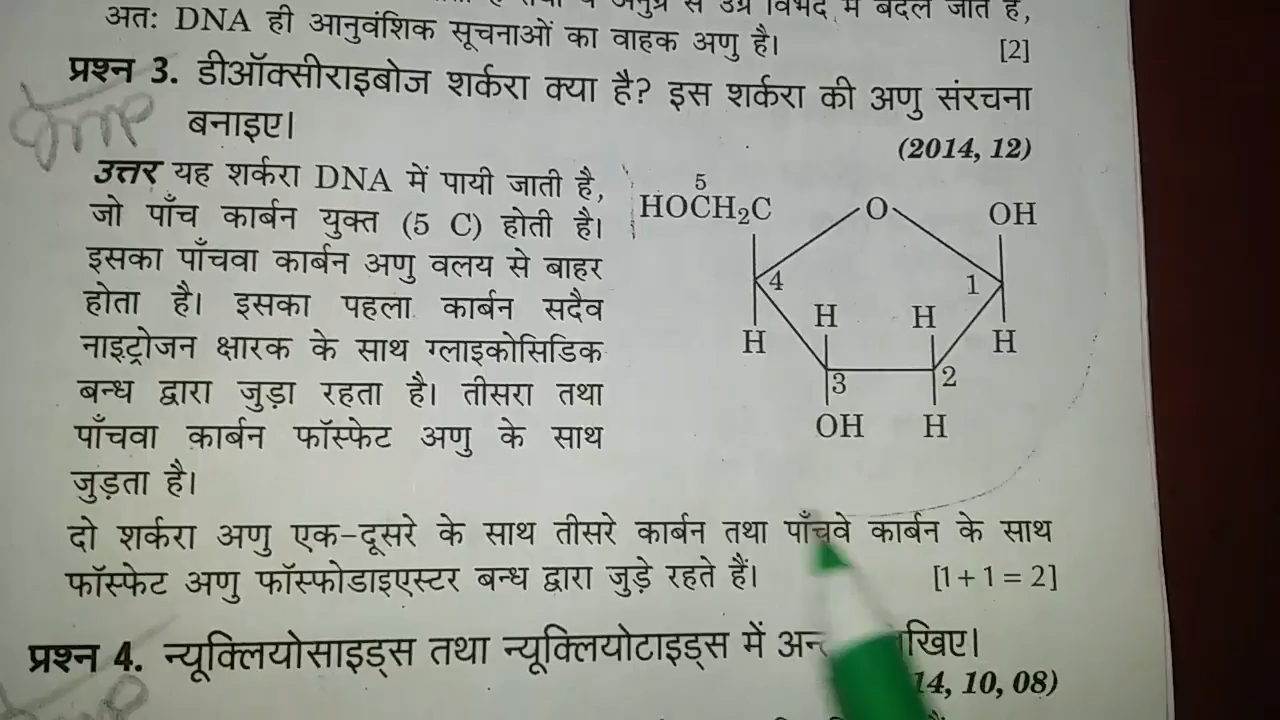 अनुग्र से उग्र विभेद में बदल जाते हैं,
अतः DNA ही आनुवंशिक सूचनाओं का वाहक अणु है।
[2]
प्रश्न 3. डीऑक्सीराइबोज शर्करा क्या है? इस शर्करा की अणु संरचना
बनाइए।
(2014, 12)
Imp
उत्तर यह शर्करा DNA में पायी जाती है,
जो पाँच कार्बन युक्त (5 C) होती है।
इसका पाँचवा कार्बन अणु वलय से बाहर
होता है। इसका पहला कार्बन सदैव
नाइट्रोजन क्षारक के साथ ग्लाइकोसिडिक
बन्ध द्वारा जुड़ा रहता है। तीसरा तथा
पाँचवा कार्बन फॉस्फेट अणु के साथ
जुड़ता है।
5
HOCH₂C O OH
4 1
H H H H
3 2
OH H
दो शर्करा अणु एक-दूसरे के साथ तीसरे कार्बन तथा पाँचवे कार्बन के साथ
फॉस्फेट अणु फॉस्फोडाइएस्टर बन्ध द्वारा जुड़े रहते हैं।
[1 + 1 = 2]
प्रश्न 4. न्यूक्लियोसाइड्स तथा न्यूक्लियोटाइड्स में
14, 10, 08)